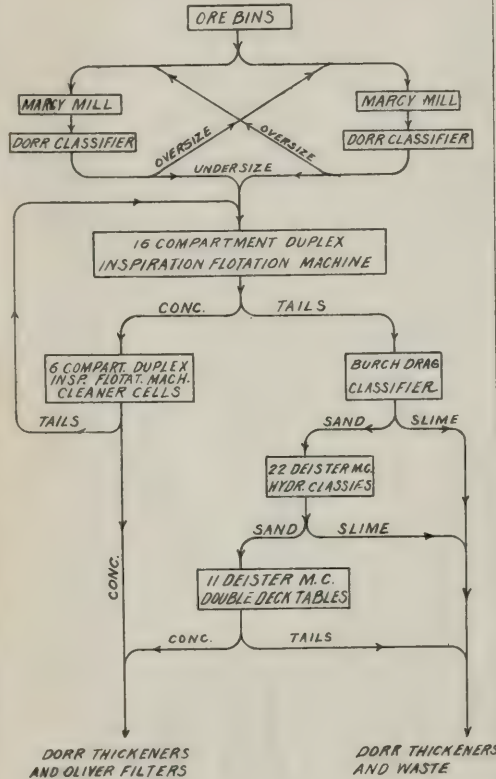 ORE BINS
MARCY MILL
MARCY MILL
DORR CLASSIFIER
DORR CLASSIFIER
OVERSIZE
OVERSIZE
UNDERSIZE
16 COMPARTMENT DUPLEX
INSPIRATION FLOTATION MACHINE
CONC.
TAILS
6 COMPART. DUPLEX
INSP. FLOTAT. MACH.
CLEANER CELLS
BURCH DRAG
CLASSIFIER
TAILS
SAND
SLIME
22 DEISTER M.C.
HYDR. CLASSIFS
SAND
SLIME
CONC.
11 DEISTER M.C.
DOUBLE DECK TABLES
CONC.
TAILS
DORR THICKENERS
AND OLIVER FILTERS
DORR THICKENERS
AND WASTE